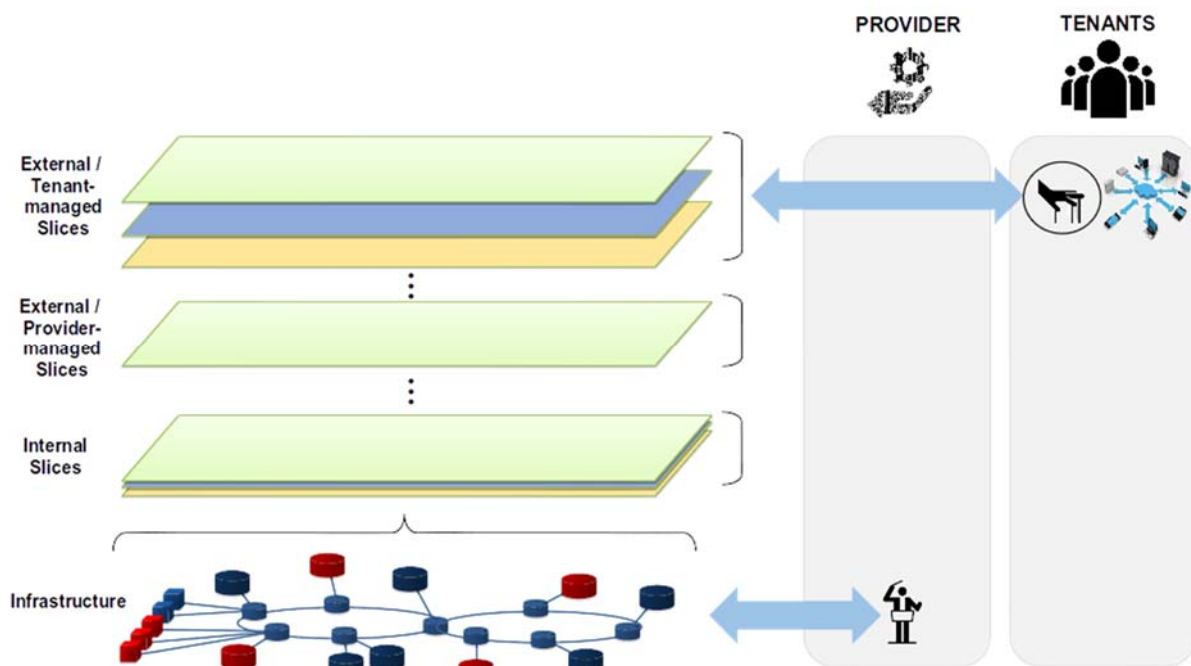 PROVIDER
TENANTS
External /
Tenant-
managed
Slices
External /
Provider-
managed
Slices
Internal
Slices
Infrastructure